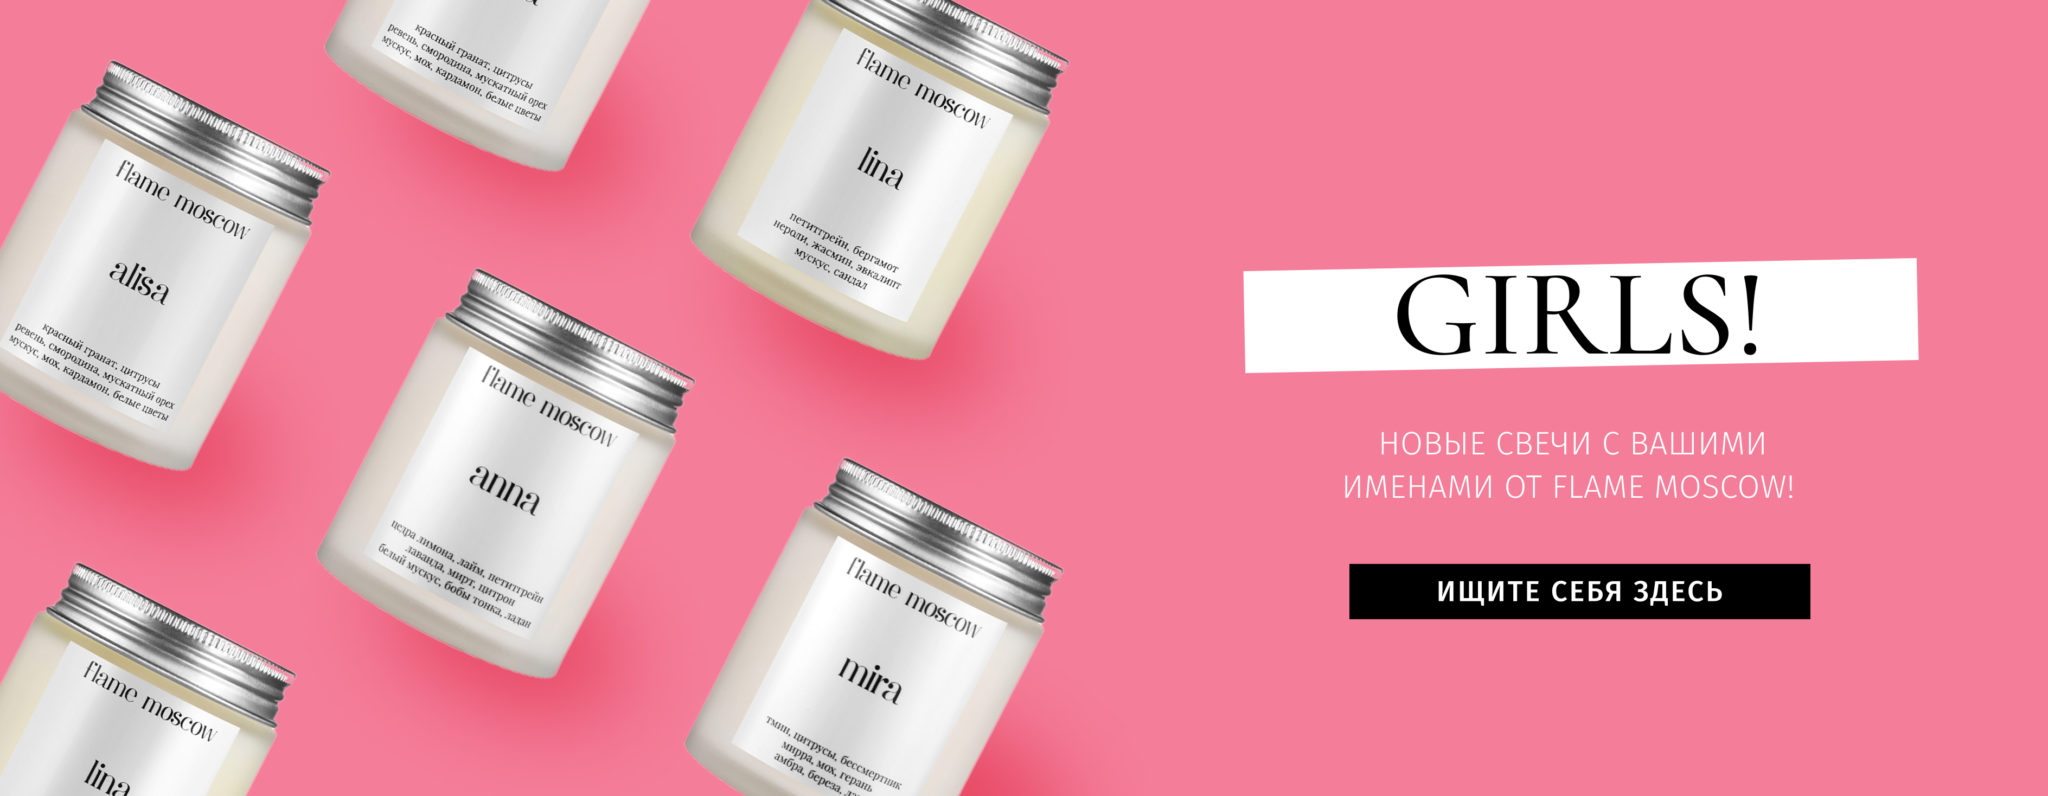 красный гранат, цитрусы
ревень, смородина, мускатный орех
мускус, мох, кардамон, белые цветы
flame moscow
lina
петитгрейн, бергамот
нероли, жасмин, эвкалипт
мускус, сандал
flame moscow
alisa
красный гранат, цитрусы
ревень, смородина, мускатный орех
мускус, мох, кардамон, белые цветы
flame moscow
anna
цедра лимона, лайм, петитгрейн
лаванда, мирт, цитрон
белый мускус, бобы тонка, ладан
flame moscow
mira
тмин, цитрусы, бессмертник
мирра, мох, герань
амбра, береза,
flame moscow
lina
GIRLS!
НОВЫЕ СВЕЧИ С ВАШИМИ
ИМЕНАМИ ОТ FLAME MOSCOW!
ИЩИТЕ СЕБЯ ЗДЕСЬ